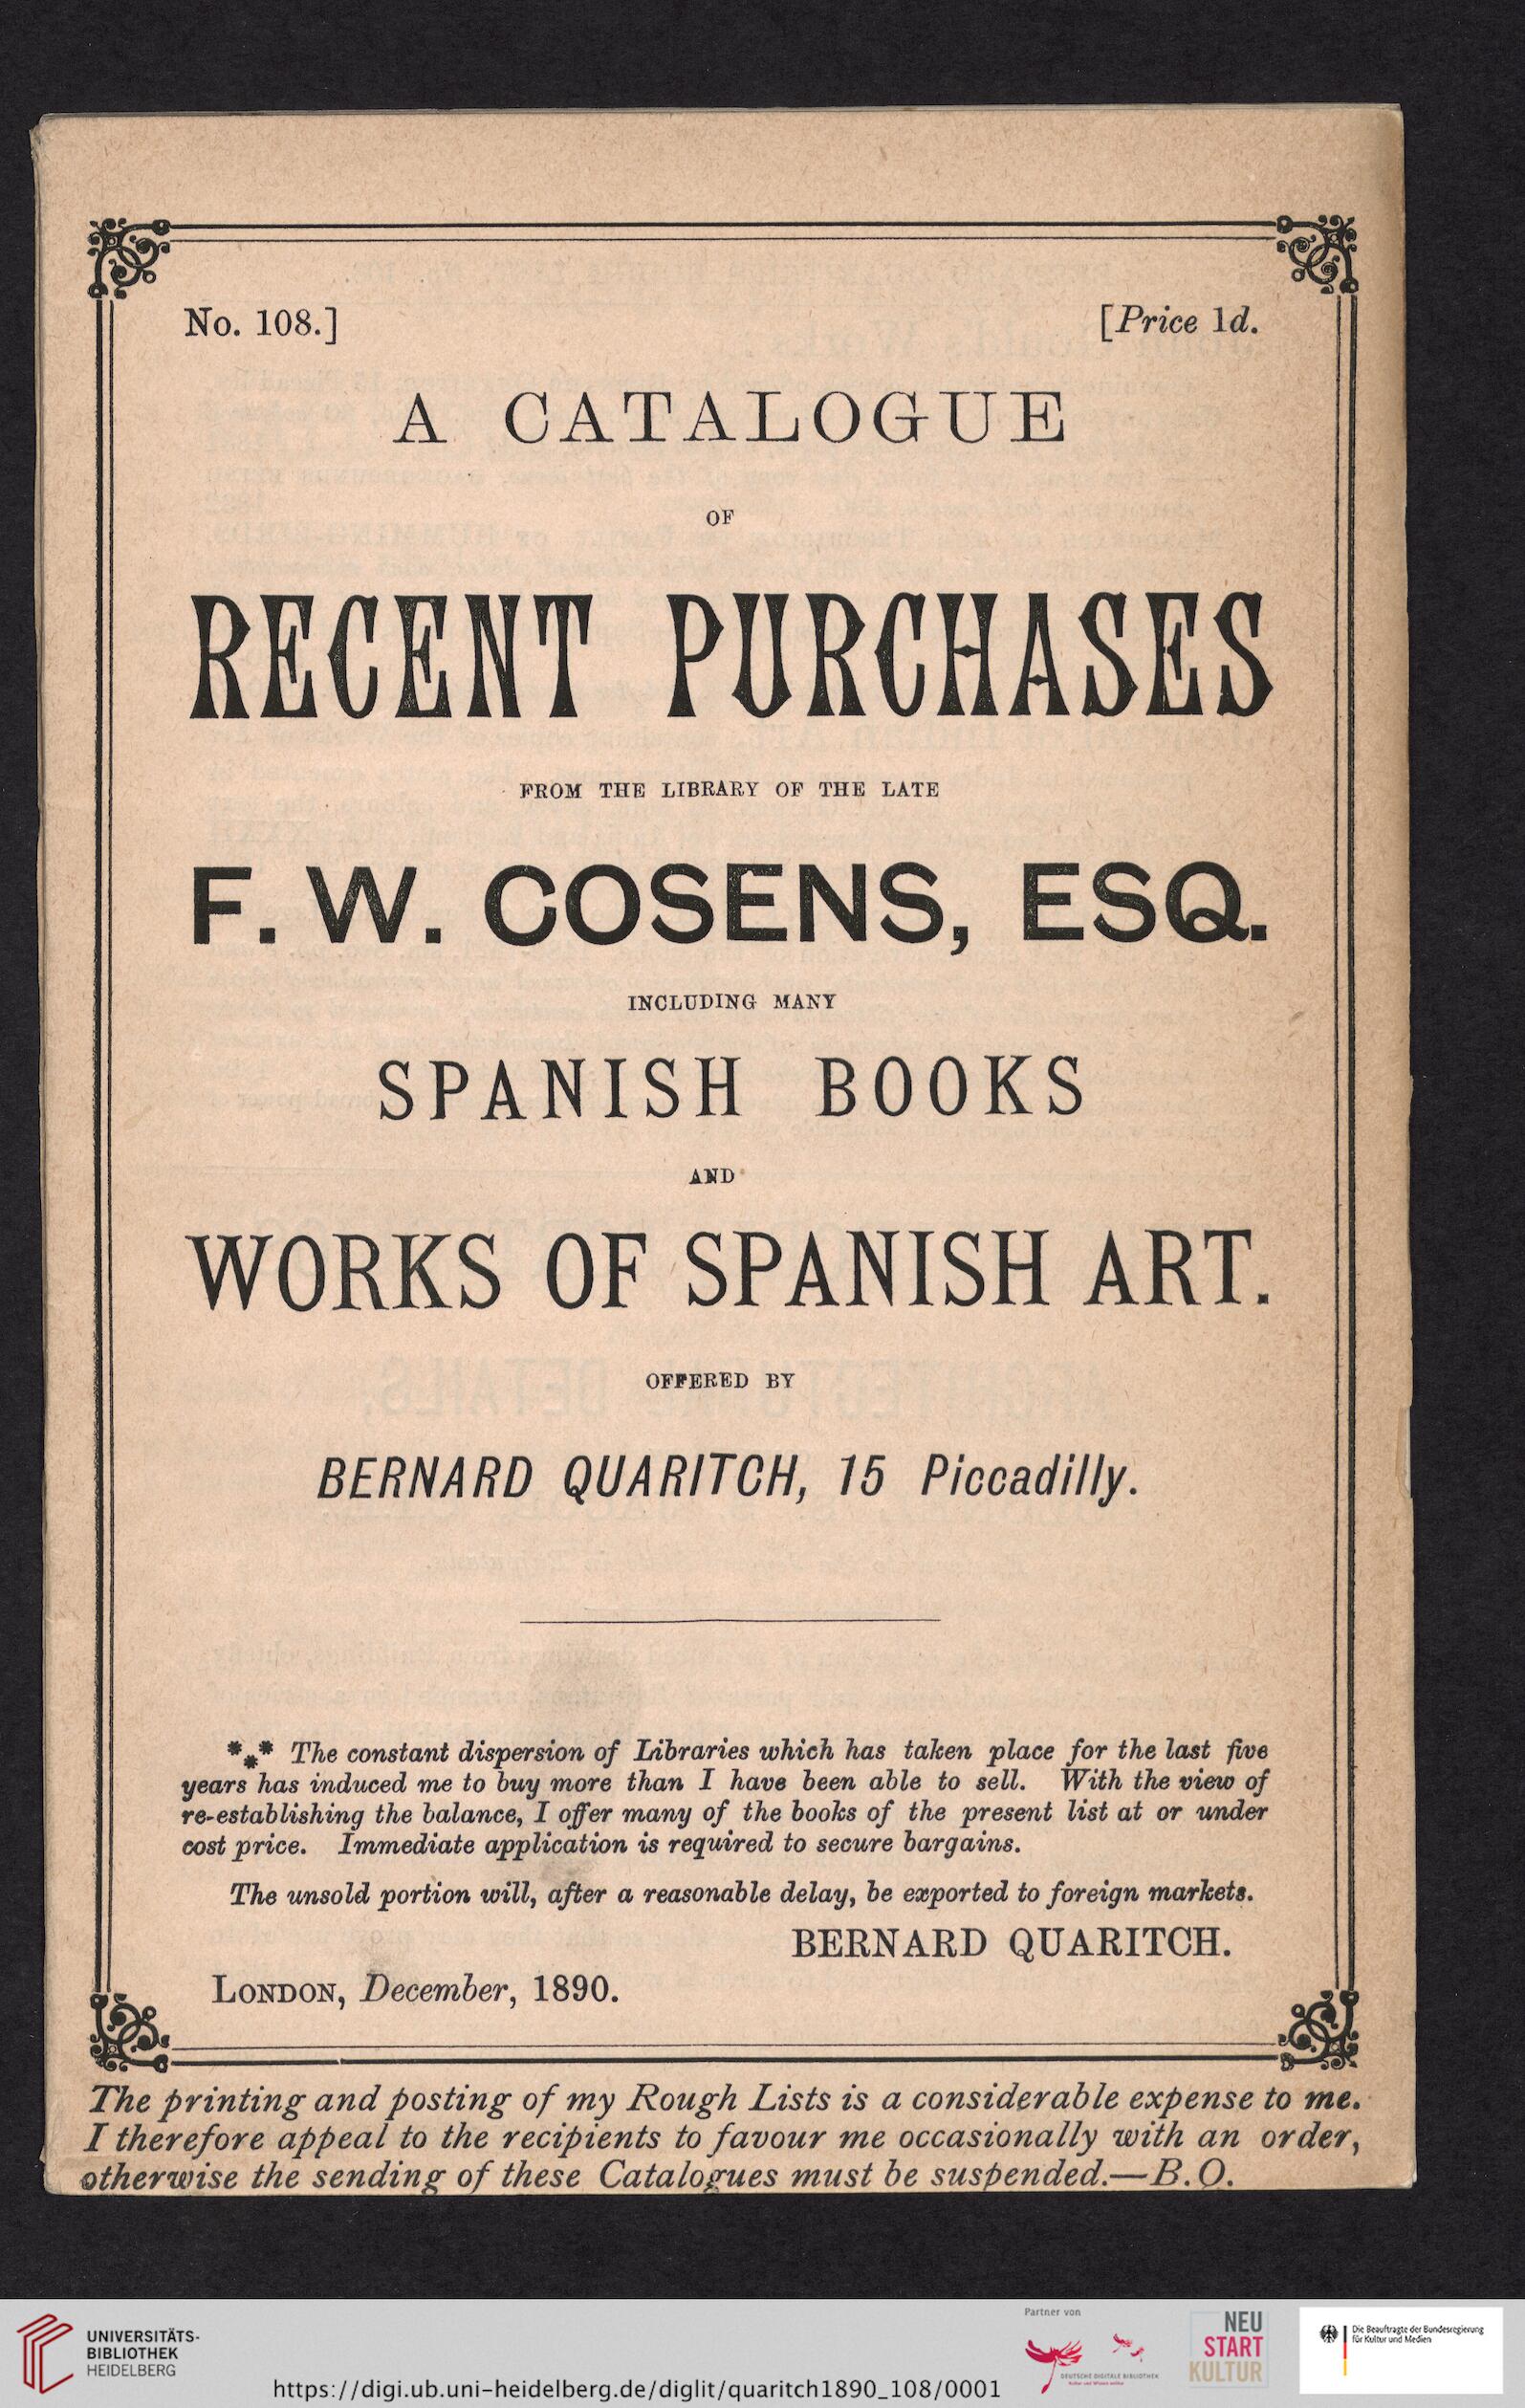 No. 108.]
[Price 1d.
A CATALOGUE
OF
RECENT PURCHASES
FROM THE LIBRARY OF THE LATE
F. W. COSENS, ESQ.
INCLUDING MANY
SPANISH BOOKS
AND
WORKS OF SPANISH ART.
OFFERED BY
BERNARD QUARITCH, 15 Piccadilly.
*** The constant dispersion of Libraries which has taken place for the last five
years has induced me to buy more than I have been able to sell. With the view of
re-establishing the balance, I offer many of the books of the present list at or under
cost price. Immediate application is required to secure bargains.
The unsold portion will, after a reasonable delay, be exported to foreign markets.
BERNARD QUARITCH.
LONDON, December, 1890.
The printing and posting of my Rough Lists is a considerable expense to me.
I therefore appeal to the recipients to favour me occasionally with an order,
otherwise the sending of these Catalogues must be suspended.—B.Q.
UNIVERSITÄTS-
BIBLIOTHEK
HEIDELBERG
https://digi.ub.uni-heidelberg.de/diglit/quaritch1890_108/0001
Partner von
DEUTSCHE DIGITALE BIBLIOTHEK
Kultur und Wissen online
NEU
START
KULTUR
Die Beauftragte der Bundesregierung
für Kultur und Medien